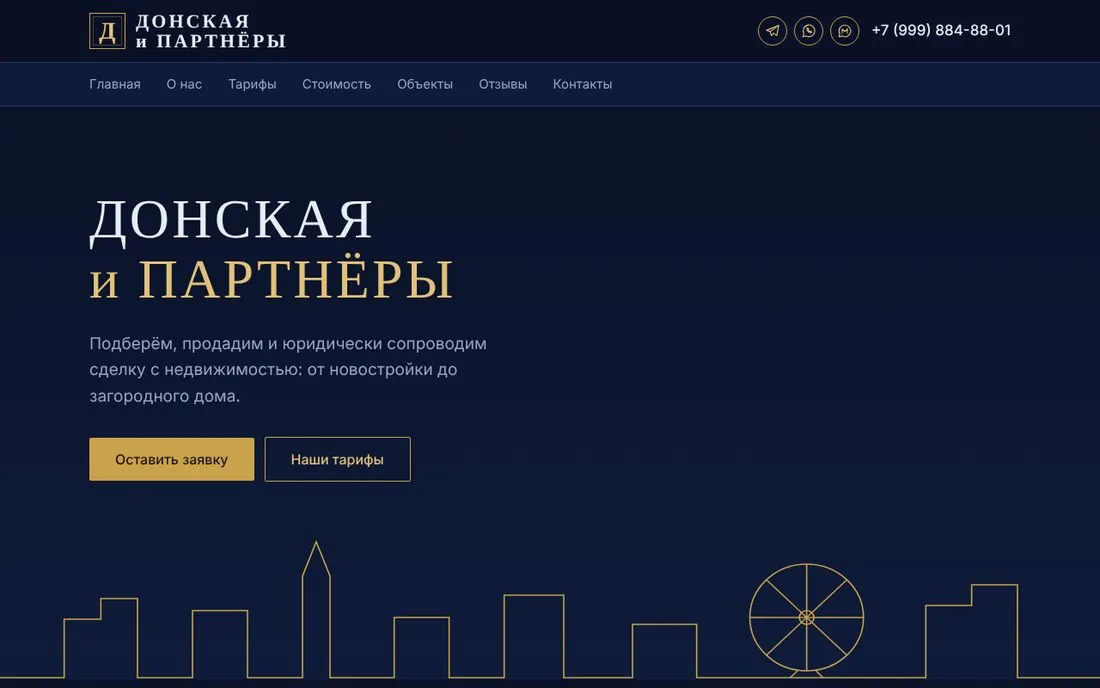 Д
ДОНСКАЯ
и ПАРТНЁРЫ
+7 (999) 884-88-01
Главная О нас Тарифы Стоимость Объекты Отзывы Контакты
ДОНСКАЯ
и ПАРТНЁРЫ
Подберём, продадим и юридически сопроводим
сделку с недвижимостью: от новостройки до
загородного дома.
Оставить заявку Наши тарифы